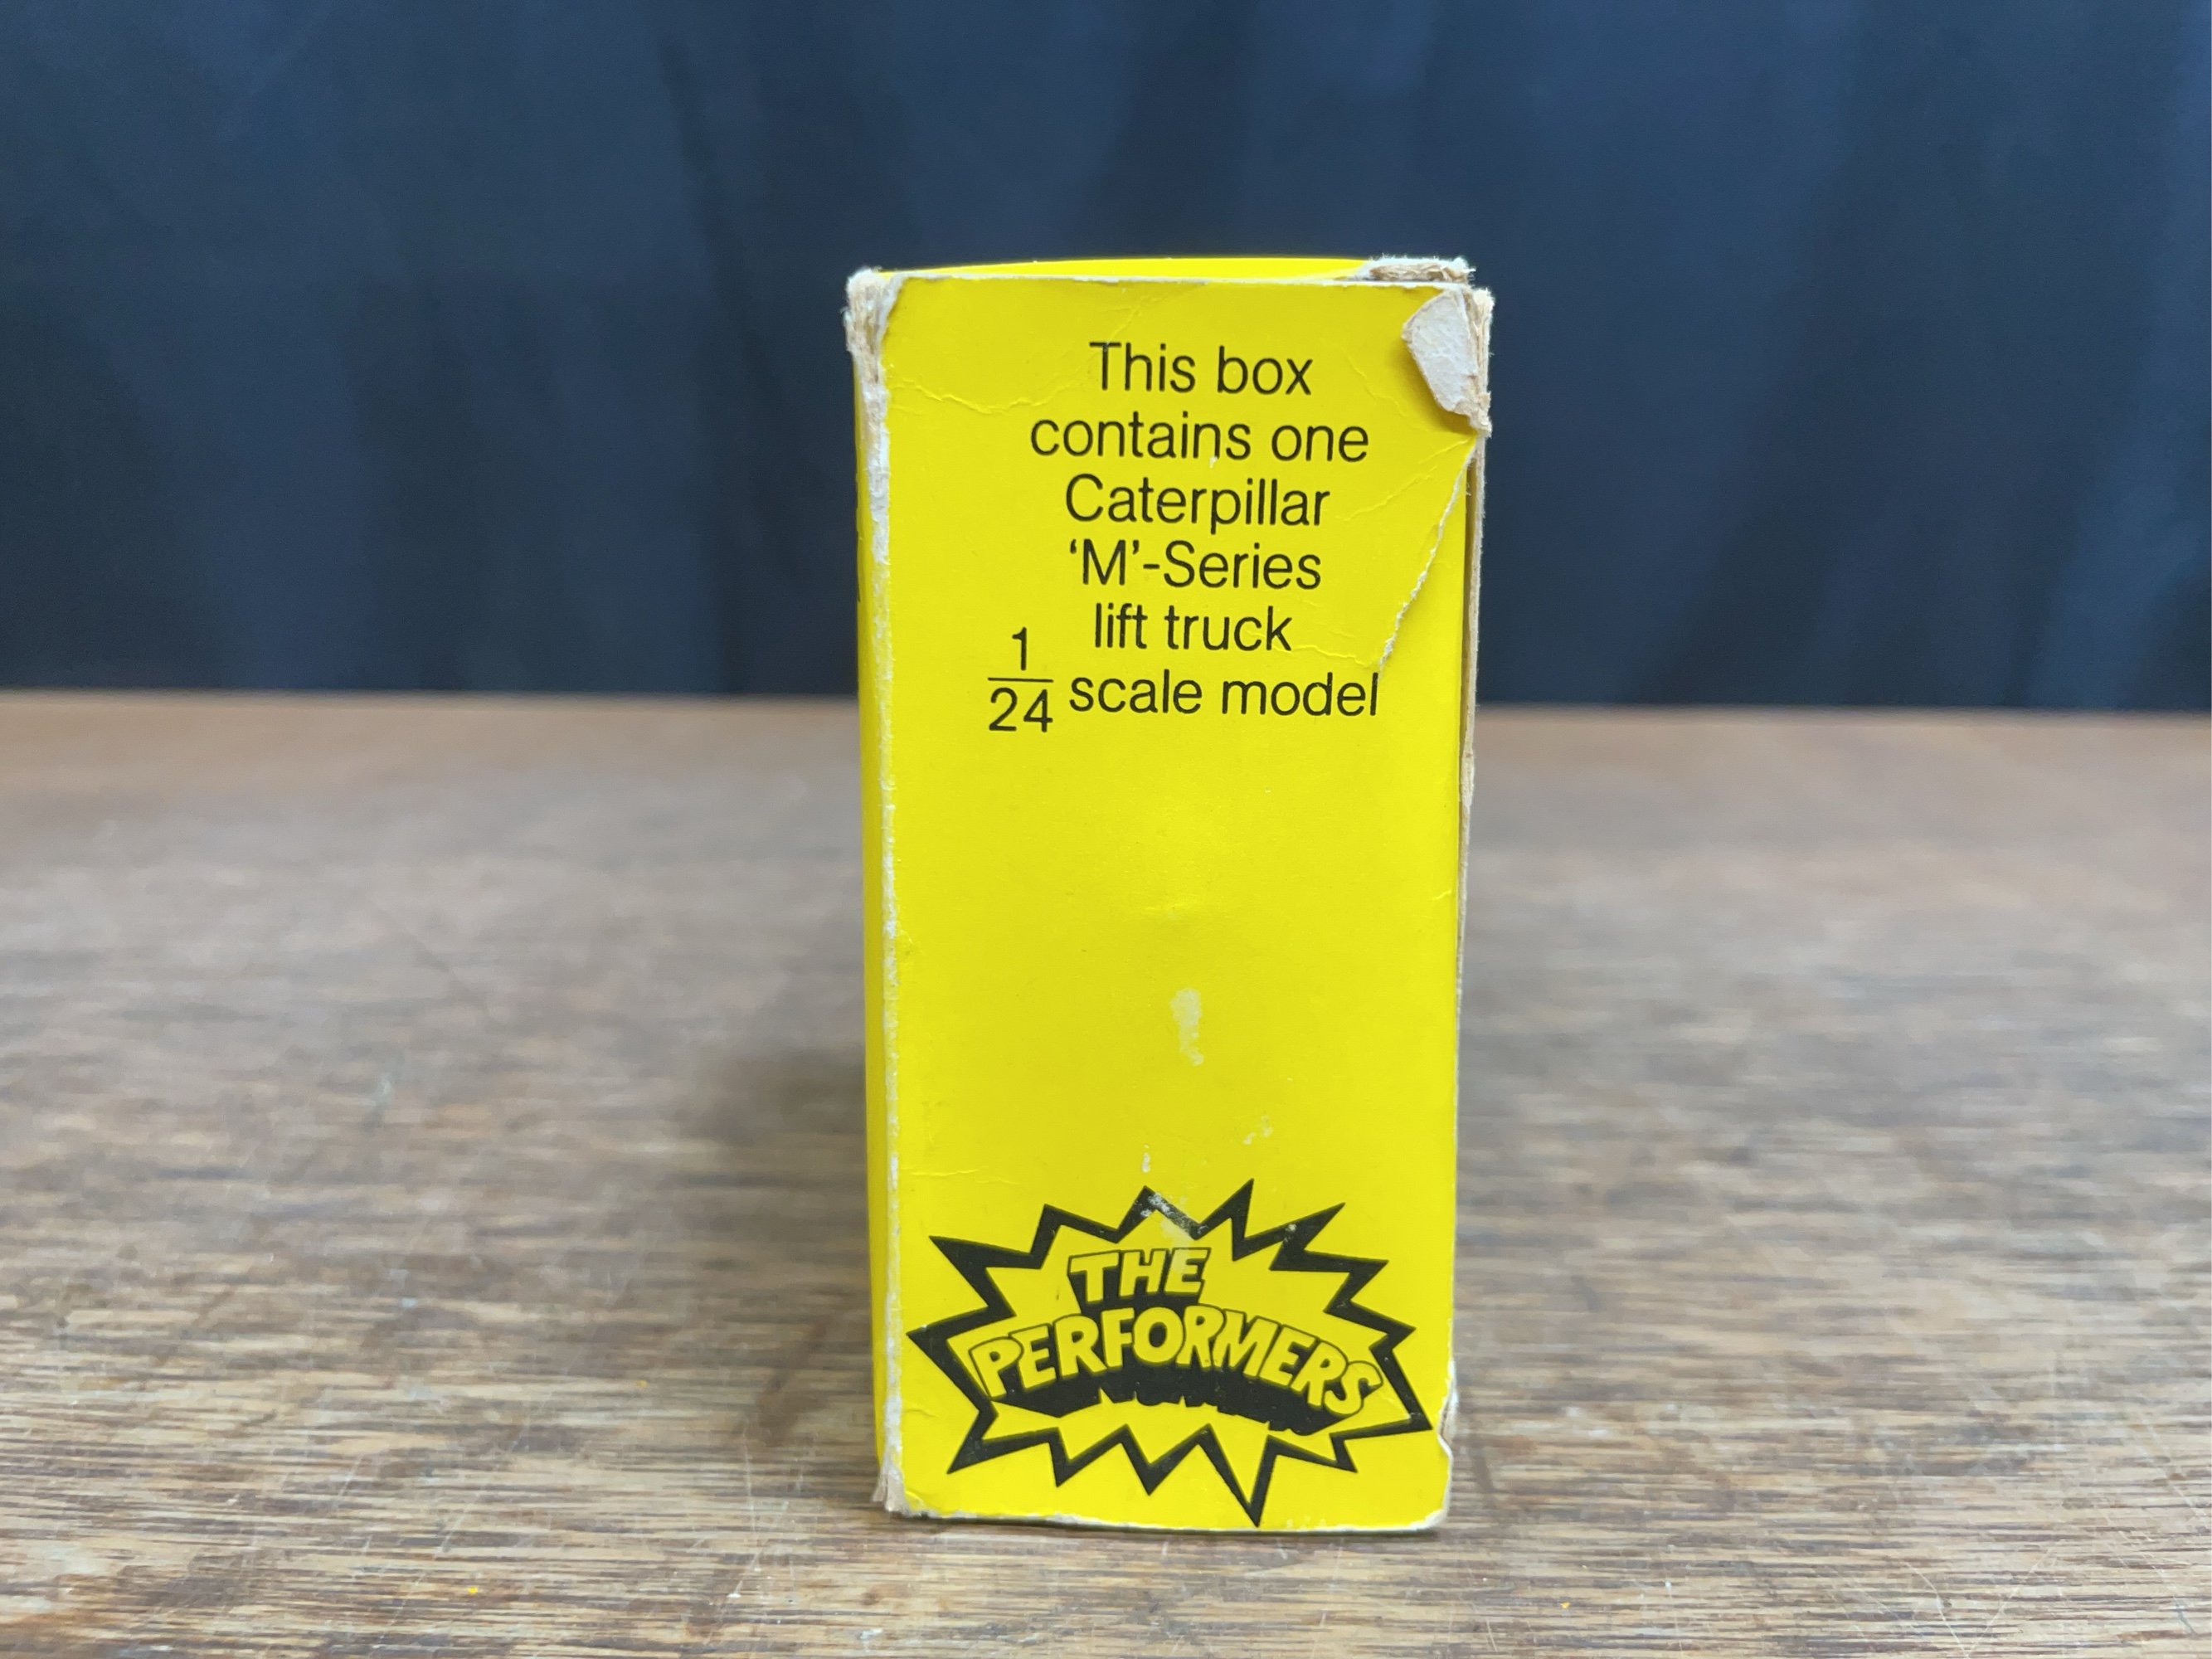 This box
contains one
Caterpillar
‘M’-Series
lift truck
1/24 scale model
THE
PERFORMERS